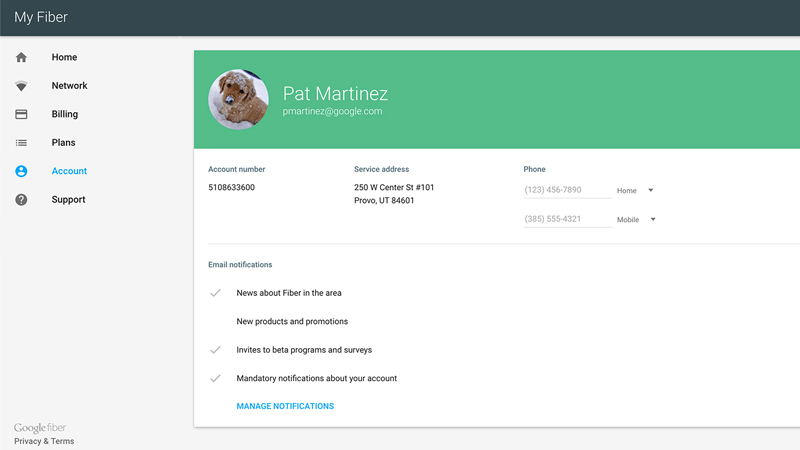 My Fiber
Home
Network
Billing
Plans
Account
Support
Google fiber
Privacy & Terms
Pat Martinez
pmartinez@google.com
Account number
5108633600
Service address
250 W Center St #101
Provo, UT 84601
Phone
(123) 456-7890 Home
(385) 555-4321 Mobile
Email notifications
News about Fiber in the area
New products and promotions
Invites to beta programs and surveys
Mandatory notifications about your account
MANAGE NOTIFICATIONS